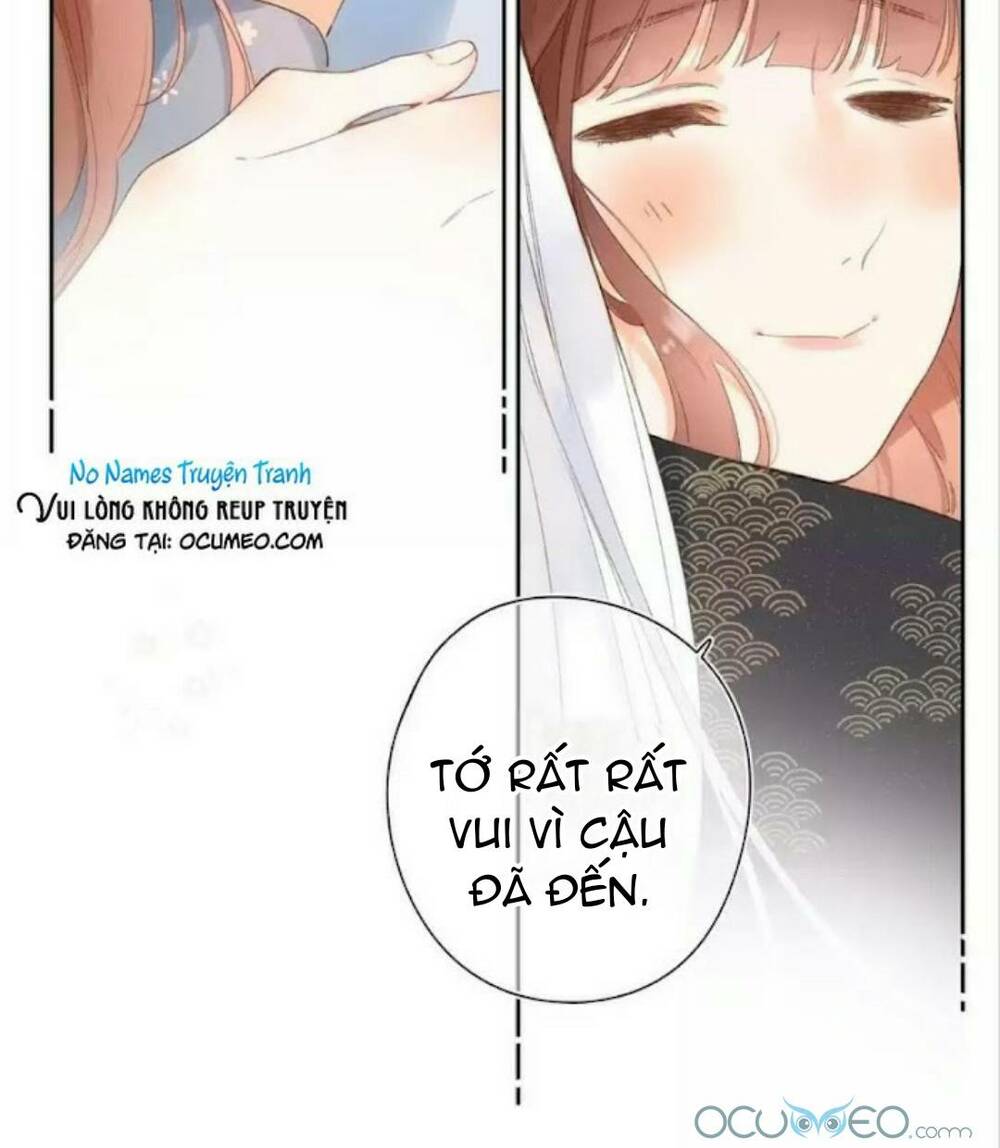 No Names Truyện Tranh
VUI LÒNG KHÔNG REUP TRUYỆN
ĐĂNG TẠI: OCUMEO.COM
TỚ RẤT RẤT
VUI VÌ CẬU
ĐÃ ĐẾN.
OCUMEO.comm